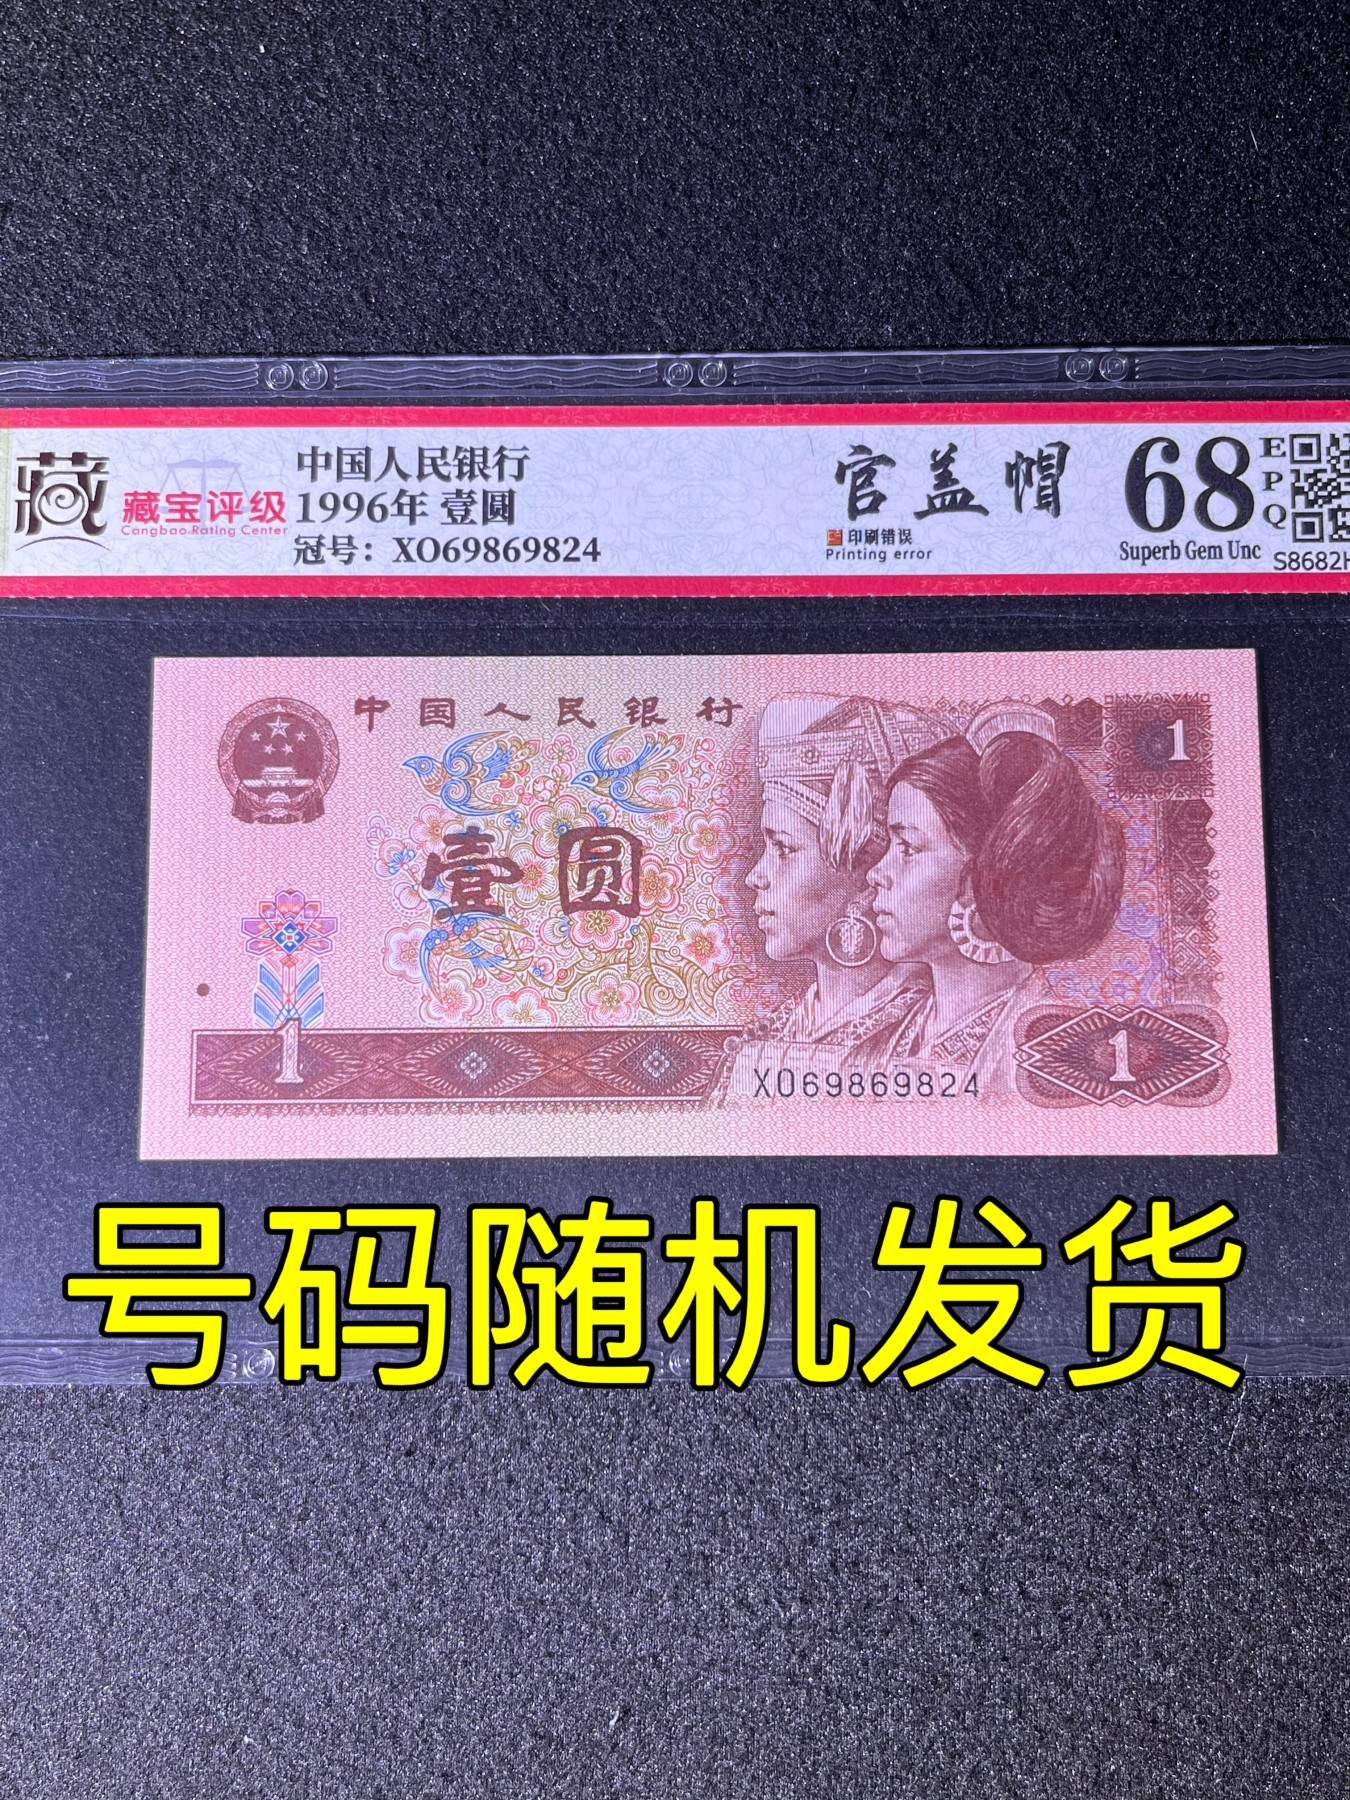 藏
藏宝评级
Cangbao Rating Center
中国人民银行
1996年 壹圆
冠号：XO69869824
官盖帽
印刷错误
Printing error
68
EPQ
Superb Gem Unc
S8682H
中国人民银行
1
壹圆
1
XO69869824
1
号码随机发货